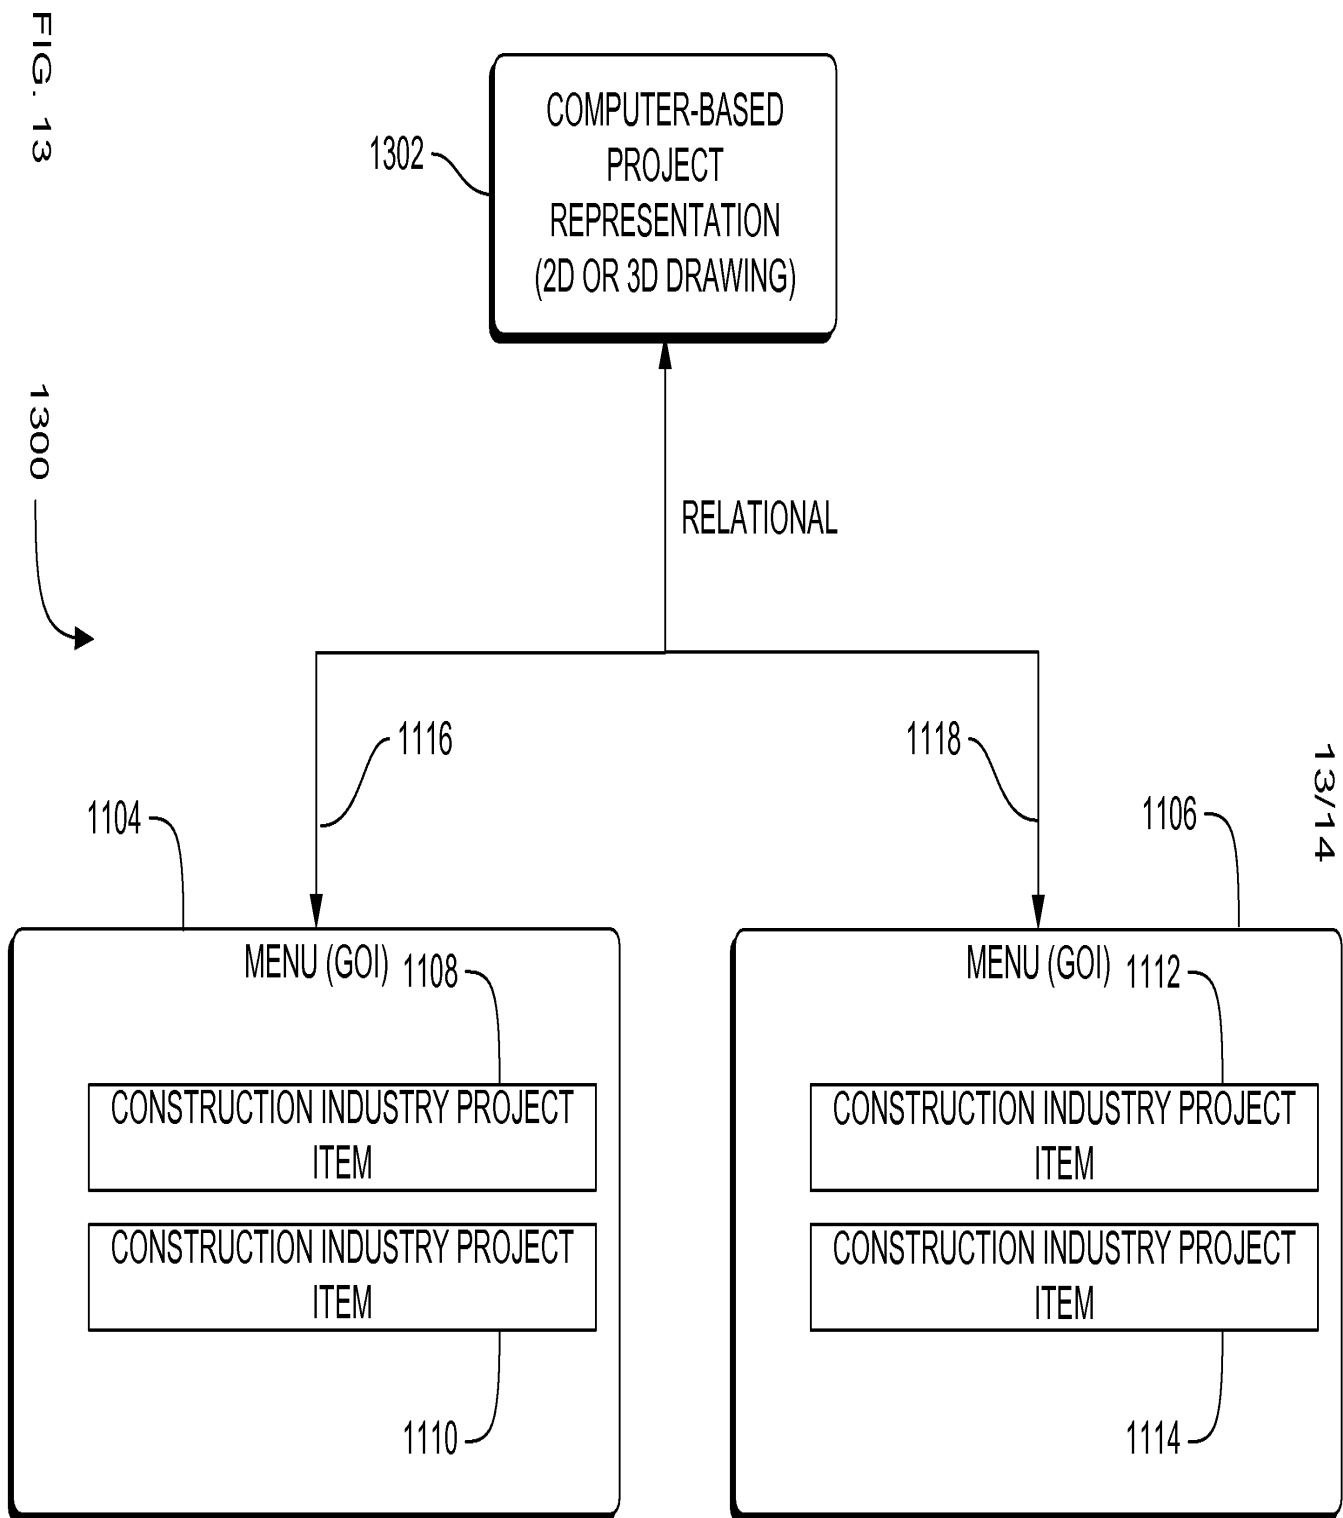 13/14
COMPUTER-BASED
PROJECT
REPRESENTATION
(2D OR 3D DRAWING)
1302
RELATIONAL
1116
1118
1104
1106
MENU (GOI)
1108
CONSTRUCTION INDUSTRY PROJECT
ITEM
CONSTRUCTION INDUSTRY PROJECT
ITEM
1110
MENU (GOI)
1112
CONSTRUCTION INDUSTRY PROJECT
ITEM
CONSTRUCTION INDUSTRY PROJECT
ITEM
1114
1300
FIG. 13